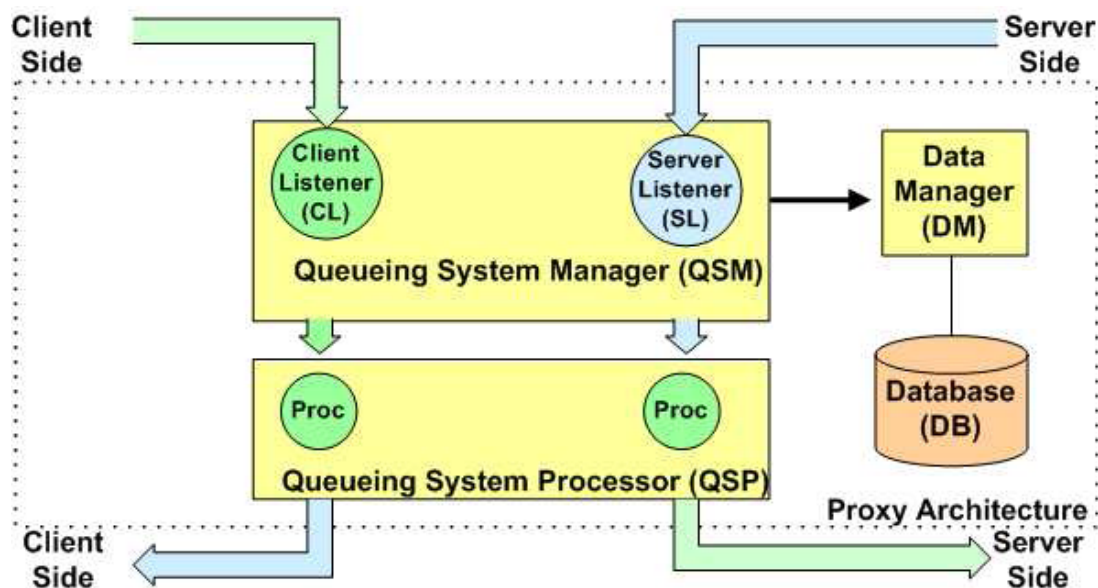 Client
Side
Server
Side
Client
Listener
(CL)
Server
Listener
(SL)
Data
Manager
(DM)
Queueing System Manager (QSM)
Proc
Proc
Database
(DB)
Queueing System Processor (QSP)
Proxy Architecture
Client
Side
Server
Side